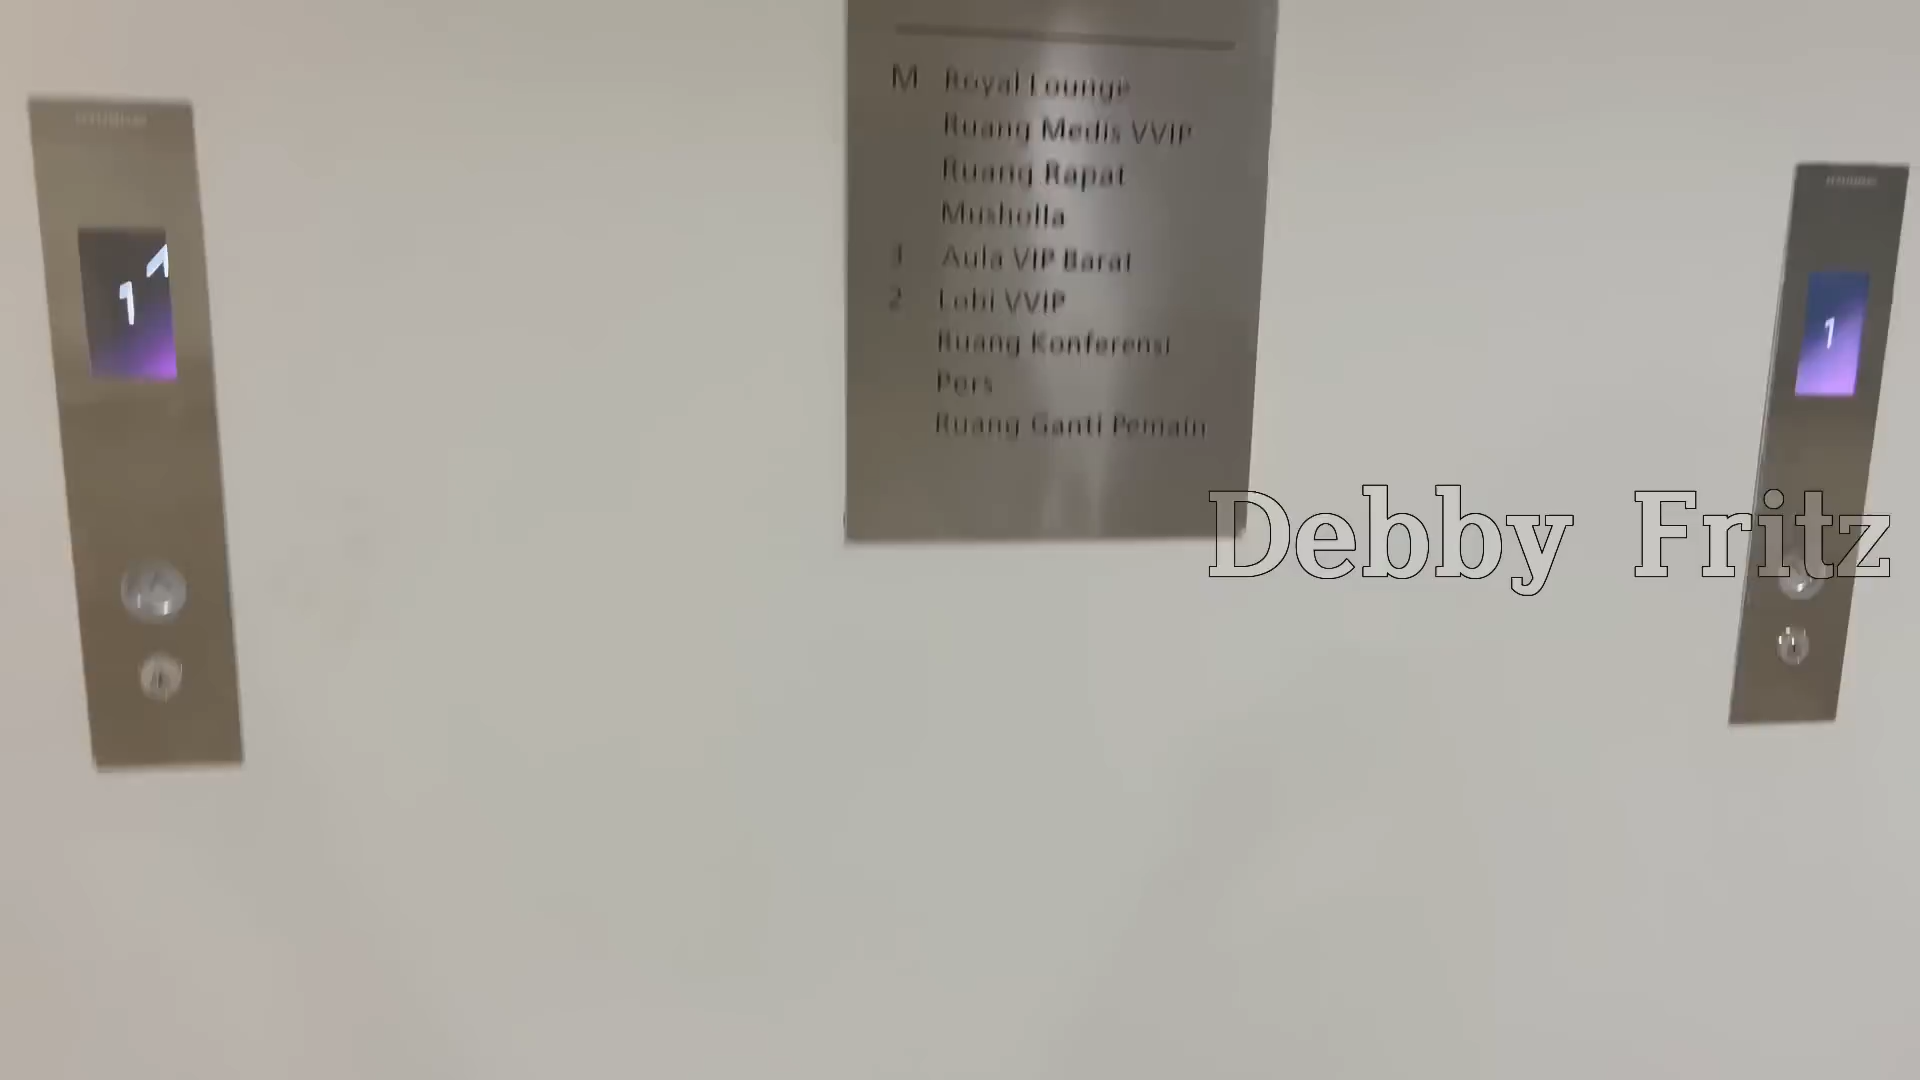 M Royal Lounge
Ruang Medis VVIP
Ruang Rapat
Musholla
3 Aula VIP Barat
2 Lobi VVIP
Ruang Konferensi
Pers
Ruang Ganti Pemain
1
1
Debby Fritz